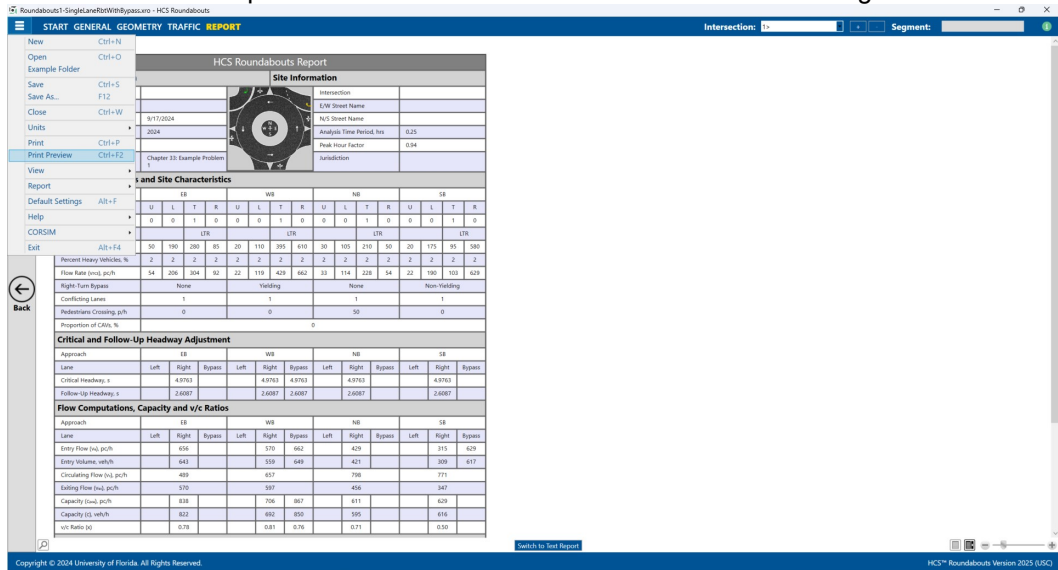 Roundabouts1-SingleLaneRbtWithBypass.xro - HCS Roundabouts
START GENERAL GEOMETRY TRAFFIC REPORT Intersection: 1> Segment:
New Ctrl+N
Open Ctrl+O
Example Folder
Save Ctrl+S
Save As... F12
Close Ctrl+W
Units
Print Ctrl+P
Print Preview Ctrl+F2
View
Report
Default Settings Alt+F
Help
CORSIM
Exit Alt+F4
Back
HCS Roundabouts Report
Site Information
Intersection
E/W Street Name
9/17/2024 N/S Street Name
2024 Analysis Time Period, hrs 0.25
Peak Hour Factor 0.94
Chapter 33: Example Problem 1 Jurisdiction
and Site Characteristics
EB WB NB SB
U L T R U L T R U L T R U L T R
0 0 1 0 0 0 1 0 0 0 1 0 0 0 1 0
LTR LTR LTR LTR
50 190 280 85 20 110 395 610 30 105 210 50 20 175 95 580
Percent Heavy Vehicles, % 2 2 2 2 2 2 2 2 2 2 2 2 2 2 2 2
Flow Rate (vPCE), pc/h 54 206 304 92 22 119 429 662 33 114 228 54 22 190 103 629
Right-Turn Bypass None Yielding None Non-Yielding
Conflicting Lanes 1 1 1 1
Pedestrians Crossing, p/h 0 0 50 0
Proportion of CAVs, % 0
Critical and Follow-Up Headway Adjustment
Approach EB WB NB SB
Lane Left Right Bypass Left Right Bypass Left Right Bypass Left Right Bypass
Critical Headway, s 4.9763 4.9763 4.9763 4.9763 4.9763
Follow-Up Headway, s 2.6087 2.6087 2.6087 2.6087 2.6087
Flow Computations, Capacity and v/c Ratios
Approach EB WB NB SB
Lane Left Right Bypass Left Right Bypass Left Right Bypass Left Right Bypass
Entry Flow (ve), pc/h 656 570 662 429 315 629
Entry Volume, veh/h 643 559 649 421 309 617
Circulating Flow (vc), pc/h 489 657 798 771
Exiting Flow (vex), pc/h 570 597 456 347
Capacity (cpce), pc/h 838 706 867 611 629
Capacity (c), veh/h 822 692 850 595 616
v/c Ratio (x) 0.78 0.81 0.76 0.71 0.50
Switch to Text Report
Copyright © 2024 University of Florida. All Rights Reserved. HCS™ Roundabouts Version 2025 (USC)